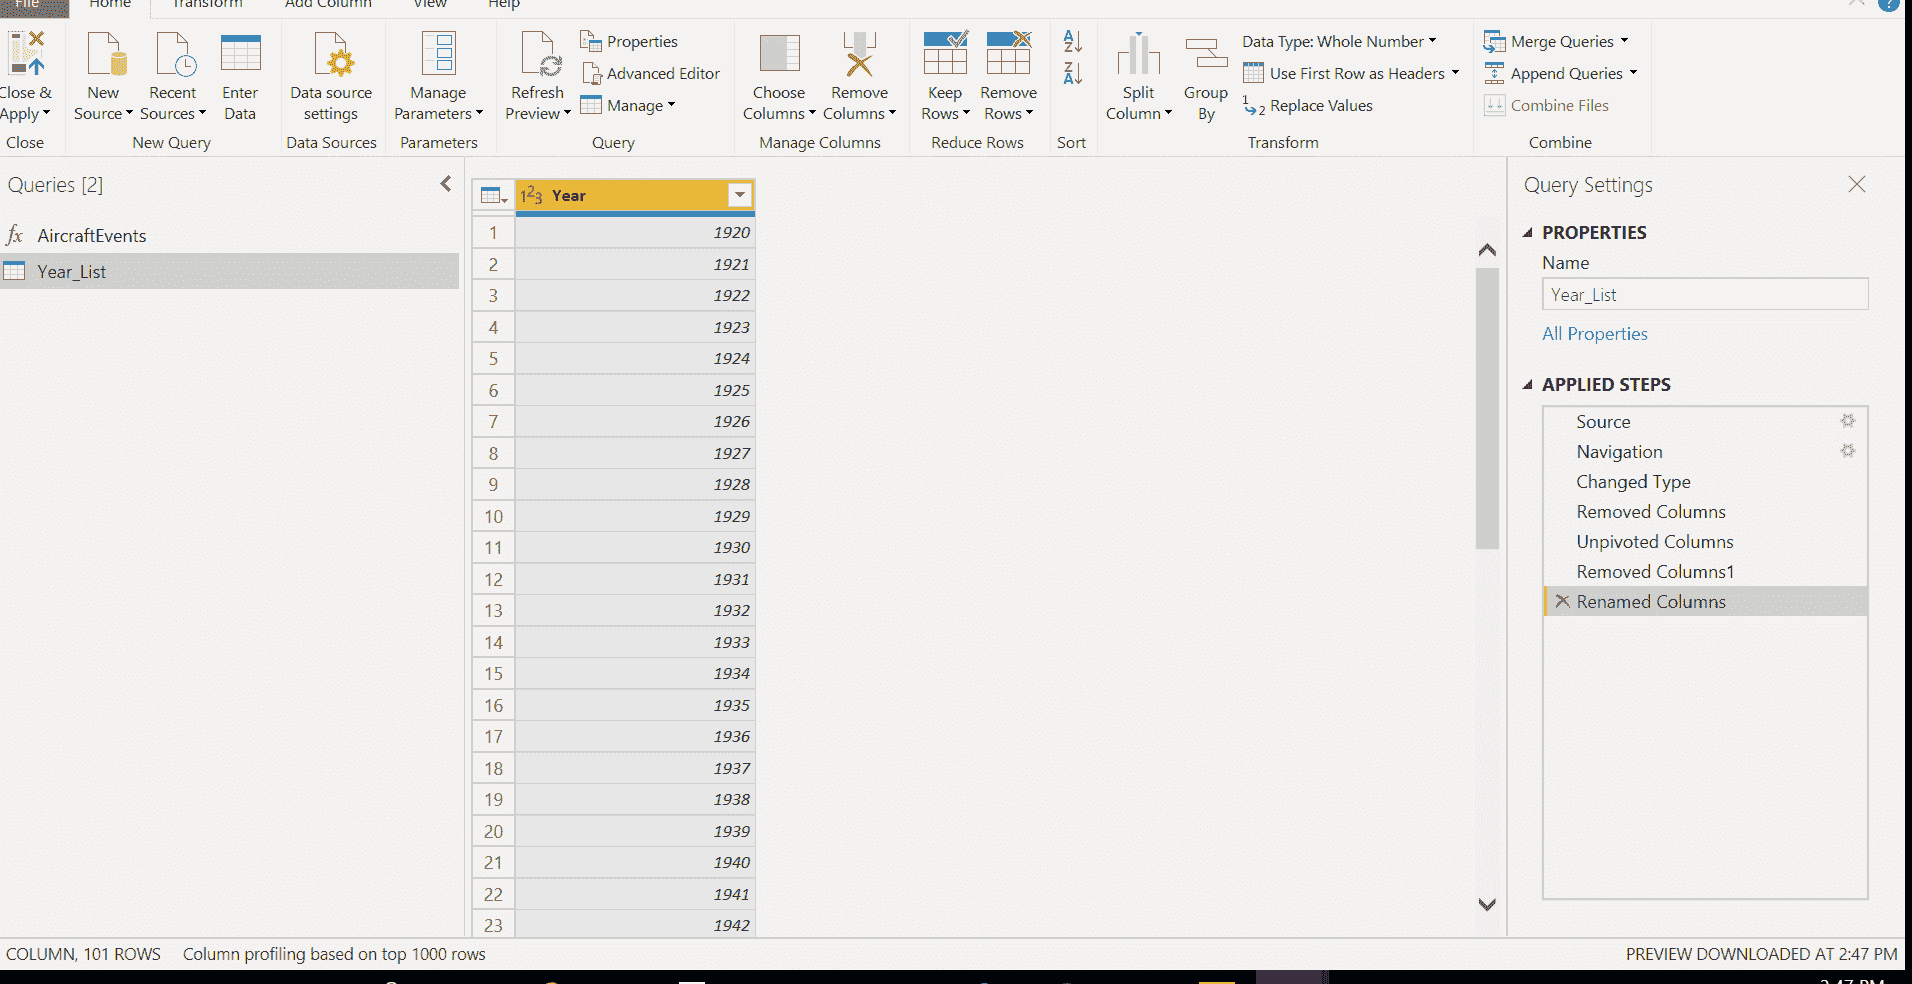 File Home Transform Add Column View Help
Close &
Apply
New
Source
Recent
Sources
Enter
Data
Data source
settings
Manage
Parameters
Refresh
Preview
Properties
Advanced Editor
Manage
Choose
Columns
Remove
Columns
Keep
Rows
Remove
Rows
Split
Column
Group
By
Data Type: Whole Number
Use First Row as Headers
Replace Values
Merge Queries
Append Queries
Combine Files
Close New Query Data Sources Parameters Query Manage Columns Reduce Rows Sort Transform Combine
Queries [2]
fx AircraftEvents
Year_List
123 Year
1 1920
2 1921
3 1922
4 1923
5 1924
6 1925
7 1926
8 1927
9 1928
10 1929
11 1930
12 1931
13 1932
14 1933
15 1934
16 1935
17 1936
18 1937
19 1938
20 1939
21 1940
22 1941
23 1942
Query Settings
PROPERTIES
Name
Year_List
All Properties
APPLIED STEPS
Source
Navigation
Changed Type
Removed Columns
Unpivoted Columns
Removed Columns1
Renamed Columns
COLUMN, 101 ROWS Column profiling based on top 1000 rows
PREVIEW DOWNLOADED AT 2:47 PM
2:47 PM